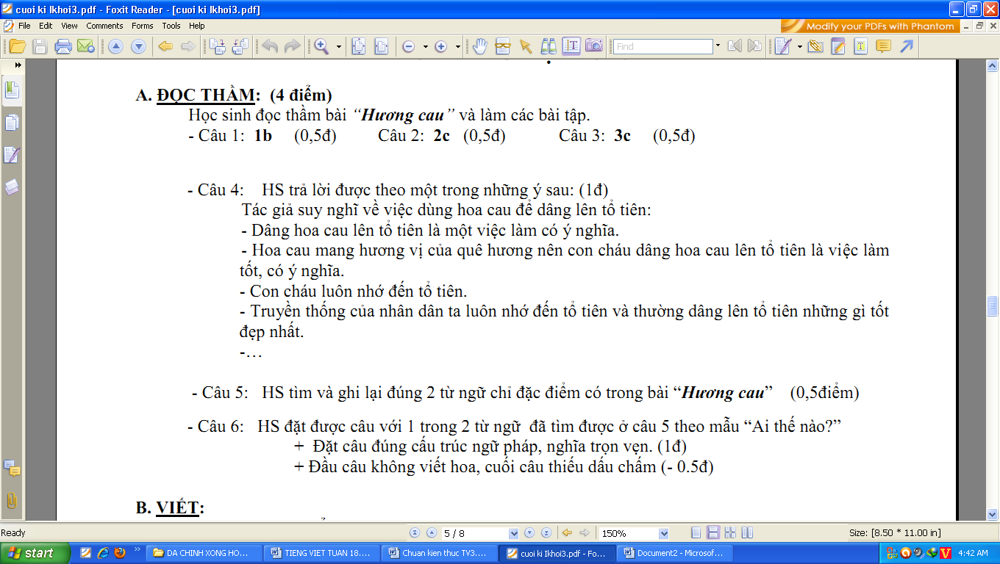 cuoi ki Ikhoi3.pdf - Foxit Reader - [cuoi ki Ikhoi3.pdf]
File Edit View Comments Forms Tools Help
Modify your PDFs with Phantom
Find
A. ĐỌC THẦM: (4 điểm)
Học sinh đọc thầm bài “Hương cau” và làm các bài tập.
- Câu 1: 1b (0,5đ) Câu 2: 2c (0,5đ) Câu 3: 3c (0,5đ)
- Câu 4: HS trả lời được theo một trong những ý sau: (1đ)
Tác giả suy nghĩ về việc dùng hoa cau để dâng lên tổ tiên:
- Dâng hoa cau lên tổ tiên là một việc làm có ý nghĩa.
- Hoa cau mang hương vị của quê hương nên con cháu dâng hoa cau lên tổ tiên là việc làm
tốt, có ý nghĩa.
- Con cháu luôn nhớ đến tổ tiên.
- Truyền thống của nhân dân ta luôn nhớ đến tổ tiên và thường dâng lên tổ tiên những gì tốt
đẹp nhất.
-…
- Câu 5: HS tìm và ghi lại đúng 2 từ ngữ chỉ đặc điểm có trong bài “Hương cau” (0,5điểm)
- Câu 6: HS đặt được câu với 1 trong 2 từ ngữ đã tìm được ở câu 5 theo mẫu “Ai thế nào?”
+ Đặt câu đúng cấu trúc ngữ pháp, nghĩa trọn vẹn. (1đ)
+ Đầu câu không viết hoa, cuối câu thiếu dấu chấm (- 0.5đ)
B. VIẾT:
Ready 5 / 8 150% Size: [8.50 * 11.00 in]
start DA CHINH XONG HO... TIENG VIET TUAN 18.... Chuan kien thuc TV3.... cuoi ki Ikhoi3.pdf - Fo... Document2 - Microsof... 4:42 AM